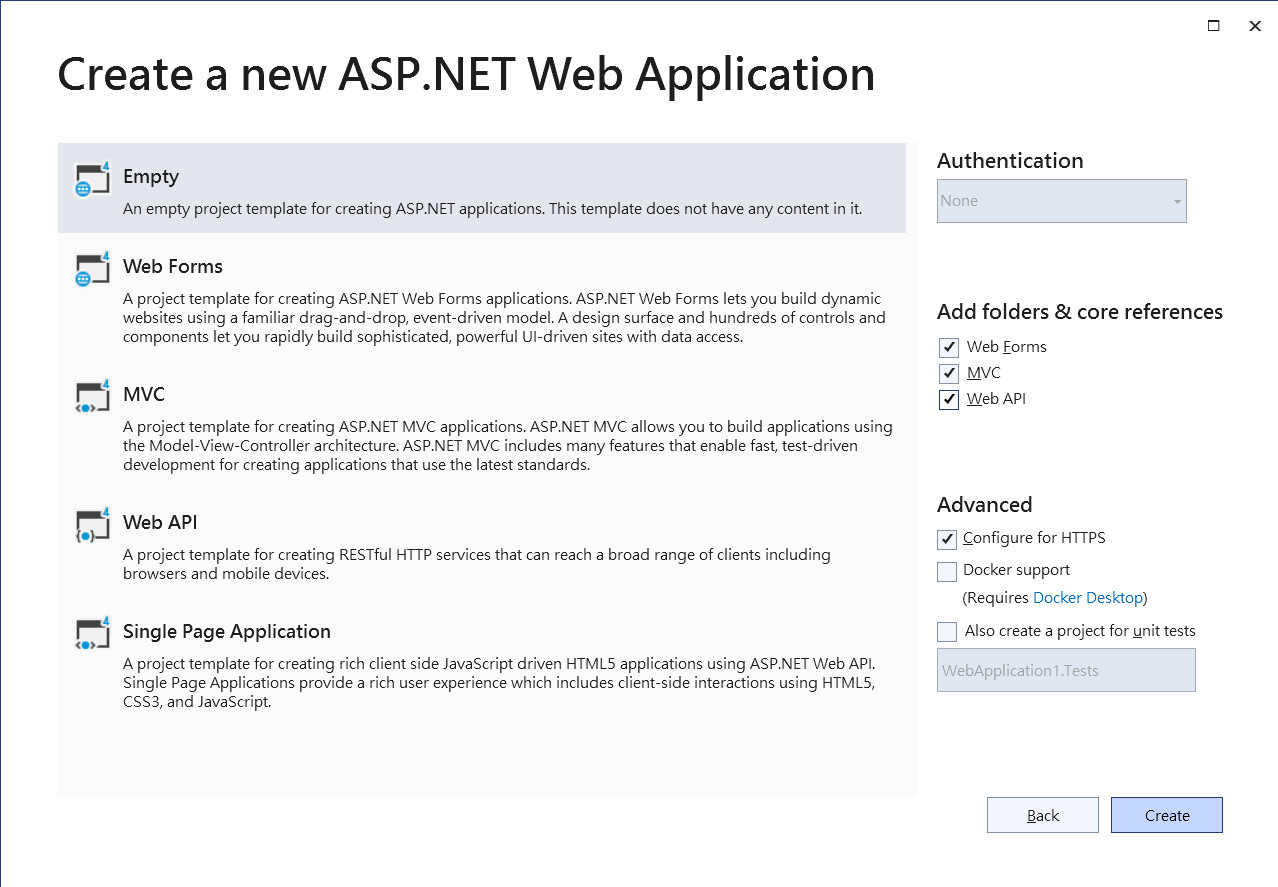 Create a new ASP.NET Web Application
Empty
An empty project template for creating ASP.NET applications. This template does not have any content in it.
Web Forms
A project template for creating ASP.NET Web Forms applications. ASP.NET Web Forms lets you build dynamic
websites using a familiar drag-and-drop, event-driven model. A design surface and hundreds of controls and
components let you rapidly build sophisticated, powerful UI-driven sites with data access.
MVC
A project template for creating ASP.NET MVC applications. ASP.NET MVC allows you to build applications using
the Model-View-Controller architecture. ASP.NET MVC includes many features that enable fast, test-driven
development for creating applications that use the latest standards.
Web API
A project template for creating RESTful HTTP services that can reach a broad range of clients including
browsers and mobile devices.
Single Page Application
A project template for creating rich client side JavaScript driven HTML5 applications using ASP.NET Web API.
Single Page Applications provide a rich user experience which includes client-side interactions using HTML5,
CSS3, and JavaScript.
Authentication
None
Add folders & core references
Web Forms
MVC
Web API
Advanced
Configure for HTTPS
Docker support
(Requires Docker Desktop)
Also create a project for unit tests
WebApplication1.Tests
Back
Create